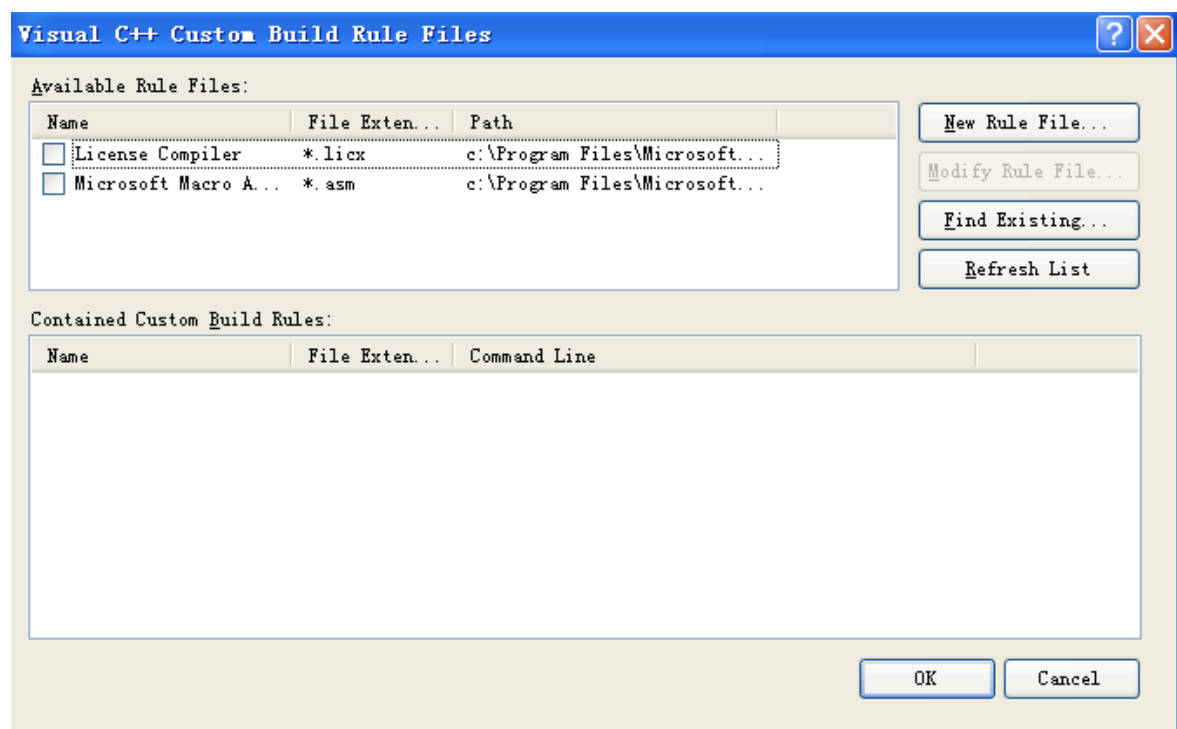 Visual C++ Custom Build Rule Files
Available Rule Files:
Name File Exten... Path
License Compiler *.licx c:\Program Files\Microsoft...
Microsoft Macro A... *.asm c:\Program Files\Microsoft...
New Rule File...
Modify Rule File...
Find Existing...
Refresh List
Contained Custom Build Rules:
Name File Exten... Command Line
OK Cancel